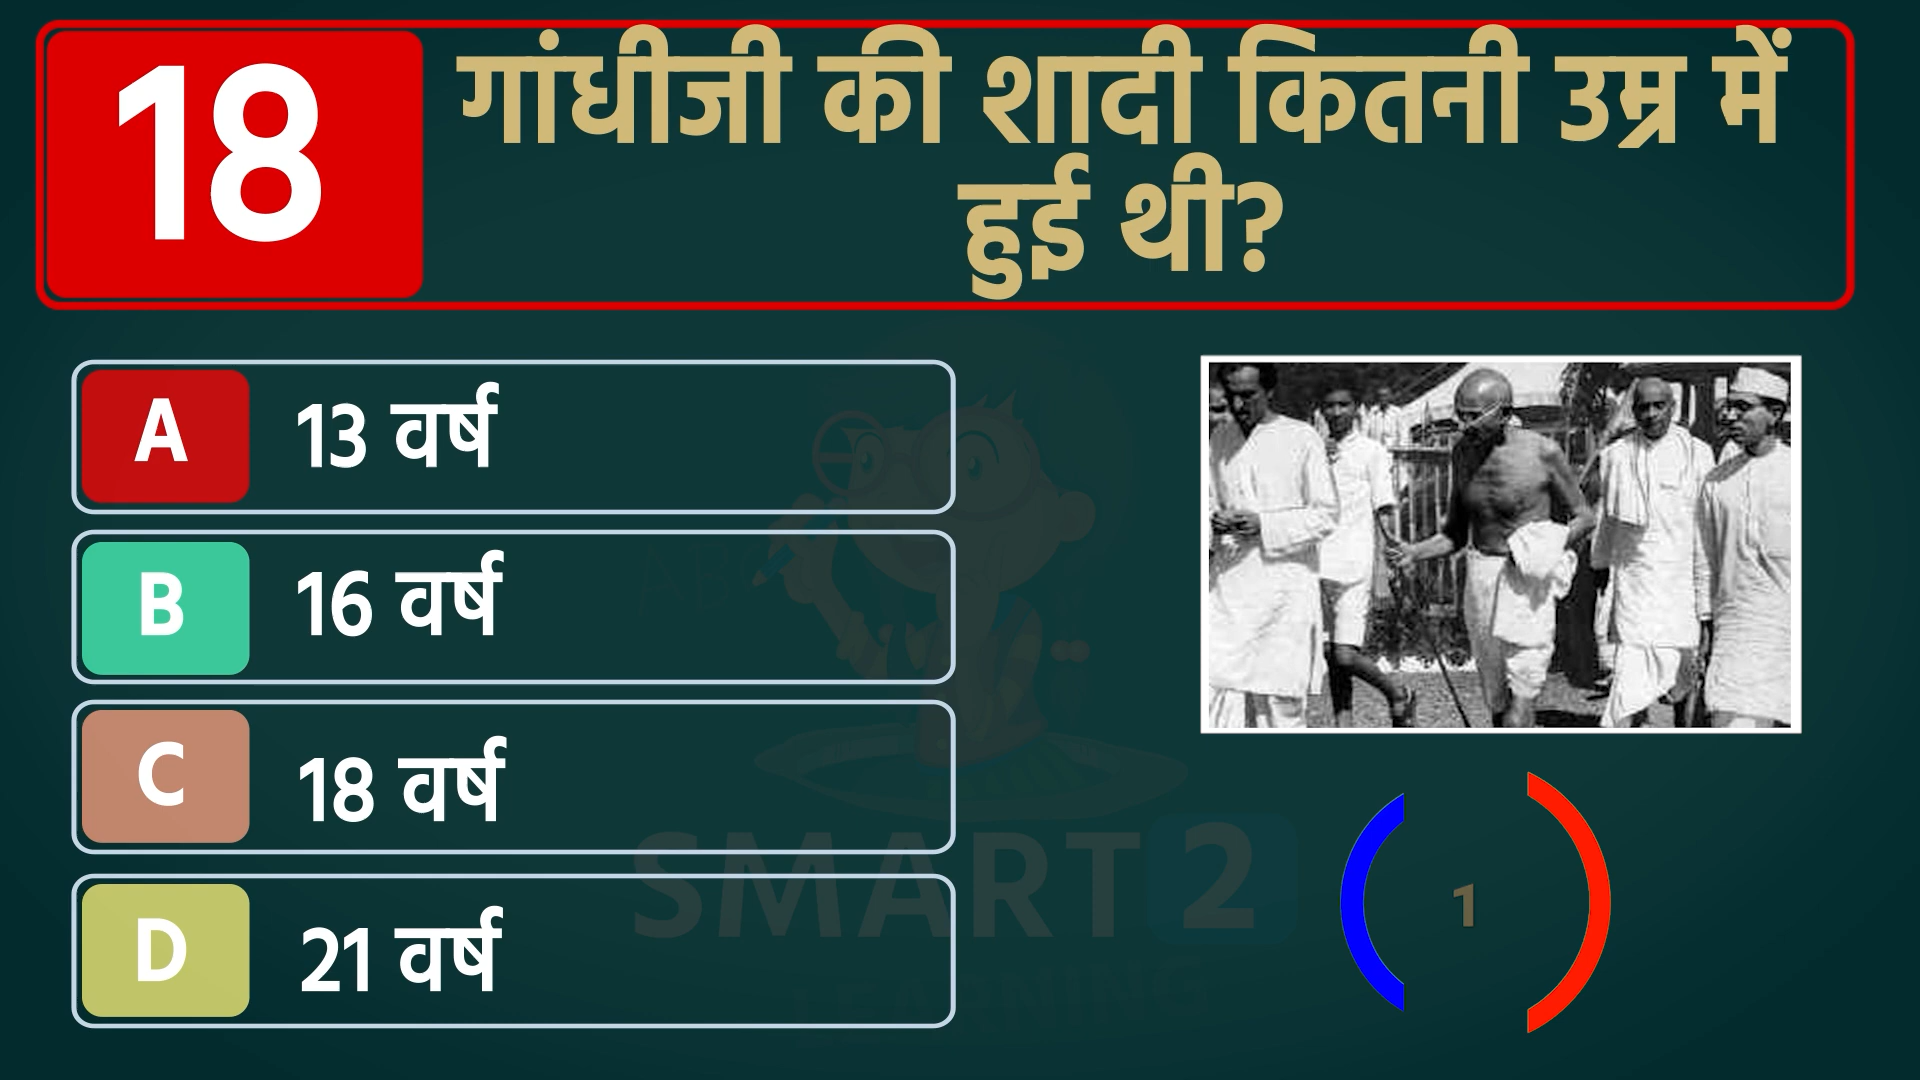 18
गांधीजी की शादी कितनी उम्र में
हुई थी?
A 13 वर्ष
B 16 वर्ष
C 18 वर्ष
D 21 वर्ष
SMART 2
1